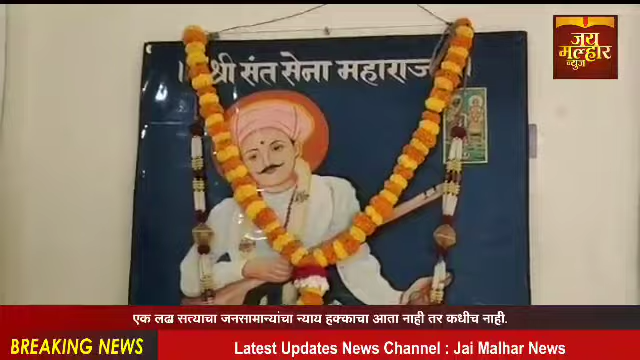 ।। श्री संत सेना महाराज ।।
जय
मल्हार
न्युज
एक लढा सत्याचा जनसामान्यांचा न्याय हक्काचा आता नाही तर कधीच नाही.
BREAKING NEWS
Latest Updates News Channel : Jai Malhar News